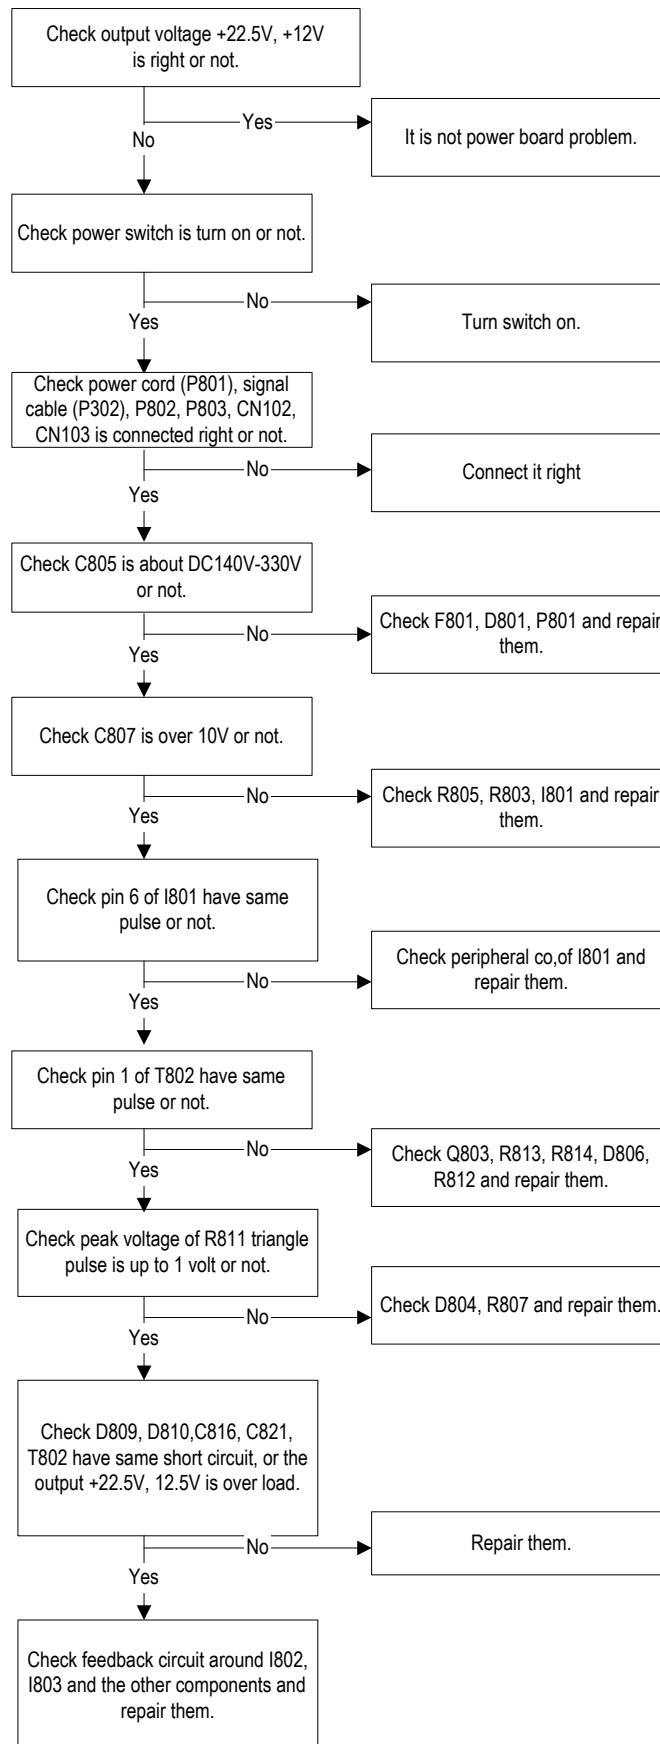 Check output voltage +22.5V, +12V
is right or not.
Yes
No
It is not power board problem.
Check power switch is turn on or not.
No
Yes
Turn switch on.
Check power cord (P801), signal
cable (P302), P802, P803, CN102,
CN103 is connected right or not.
No
Yes
Connect it right
Check C805 is about DC140V-330V
or not.
No
Yes
Check F801, D801, P801 and repair
them.
Check C807 is over 10V or not.
No
Yes
Check R805, R803, I801 and repair
them.
Check pin 6 of I801 have same
pulse or not.
No
Yes
Check peripheral co,of I801 and
repair them.
Check pin 1 of T802 have same
pulse or not.
No
Yes
Check Q803, R813, R814, D806,
R812 and repair them.
Check peak voltage of R811 triangle
pulse is up to 1 volt or not.
No
Yes
Check D804, R807 and repair them.
Check D809, D810,C816, C821,
T802 have same short circuit, or the
output +22.5V, 12.5V is over load.
No
Yes
Repair them.
Check feedback circuit around I802,
I803 and the other components and
repair them.